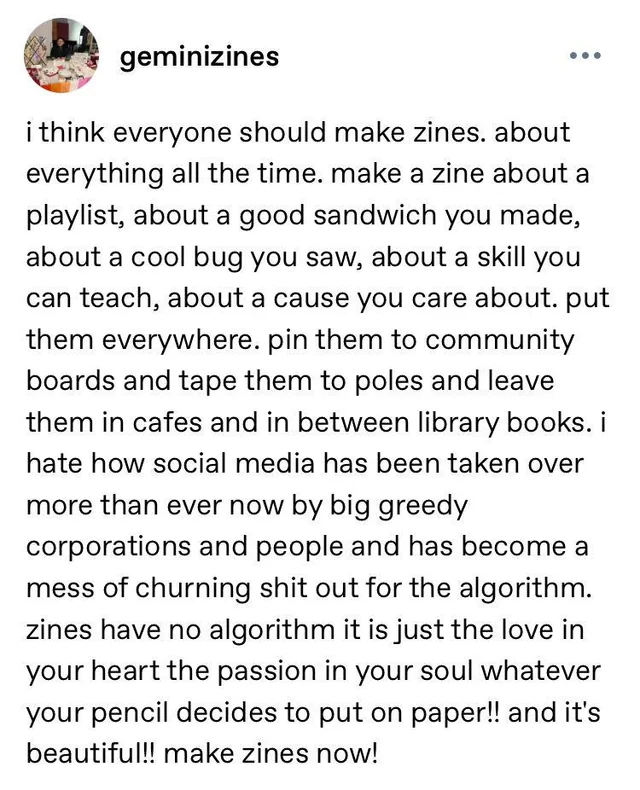 geminizines
i think everyone should make zines. about
everything all the time. make a zine about a
playlist, about a good sandwich you made,
about a cool bug you saw, about a skill you
can teach, about a cause you care about. put
them everywhere. pin them to community
boards and tape them to poles and leave
them in cafes and in between library books. i
hate how social media has been taken over
more than ever now by big greedy
corporations and people and has become a
mess of churning shit out for the algorithm.
zines have no algorithm it is just the love in
your heart the passion in your soul whatever
your pencil decides to put on paper!! and it's
beautiful!! make zines now!